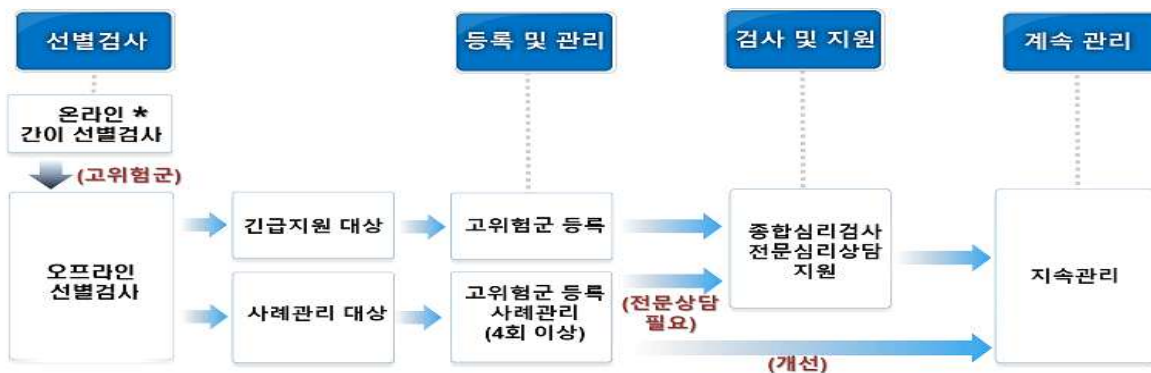 선별검사
등록 및 관리
검사 및 지원
계속 관리
온라인 *
간이 선별검사
(고위험군)
오프라인
선별검사
긴급지원 대상
고위험군 등록
종합심리검사
전문심리상담
지원
지속관리
사례관리 대상
고위험군 등록
사례관리
(4회 이상)
(전문상담
필요)
(개선)